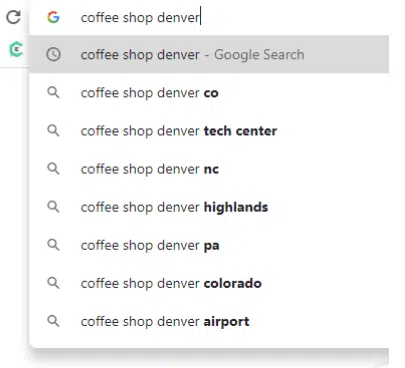 coffee shop denver
coffee shop denver - Google Search
coffee shop denver co
coffee shop denver tech center
coffee shop denver nc
coffee shop denver highlands
coffee shop denver pa
coffee shop denver colorado
coffee shop denver airport